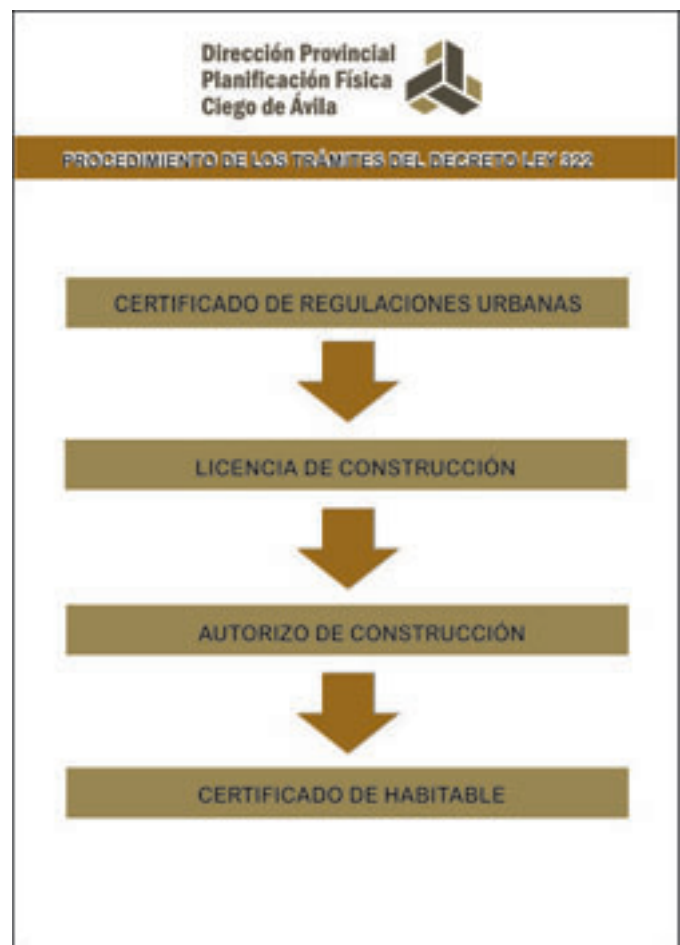 Dirección Provincial
Planificación Física
Ciego de Ávila
PROCEDIMIENTO DE LOS TRÁMITES DEL DECRETO LEY 322
CERTIFICADO DE REGULACIONES URBANAS
LICENCIA DE CONSTRUCCIÓN
AUTORIZO DE CONSTRUCCIÓN
CERTIFICADO DE HABITABLE